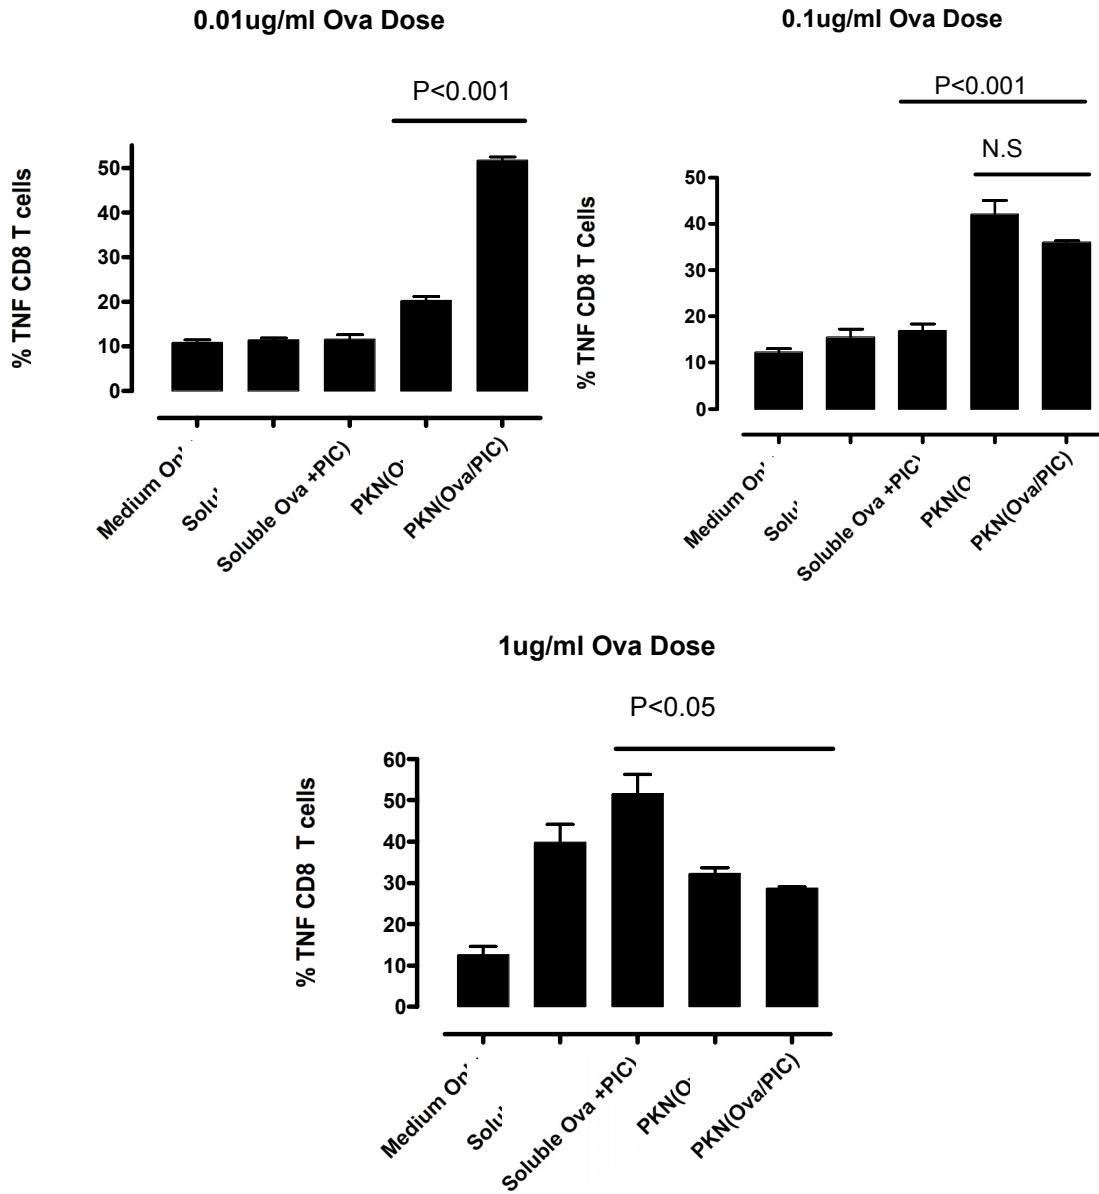 0.01ug/ml Ova Dose
P<0.001
% TNF CD8 T cells
50
40
30
20
10
0
Medium
Soluble Ova +PIC)
PKN(Ova/PIC)
0.1ug/ml Ova Dose
P<0.001
N.S
% TNF CD8 T Cells
50
40
30
20
10
0
Medium
Soluble Ova +PIC)
PKN(Ova/PIC)
1ug/ml Ova Dose
P<0.05
% TNF CD8 T cells
60
50
40
30
20
10
0
Medium
Soluble Ova +PIC)
PKN(Ova/PIC)